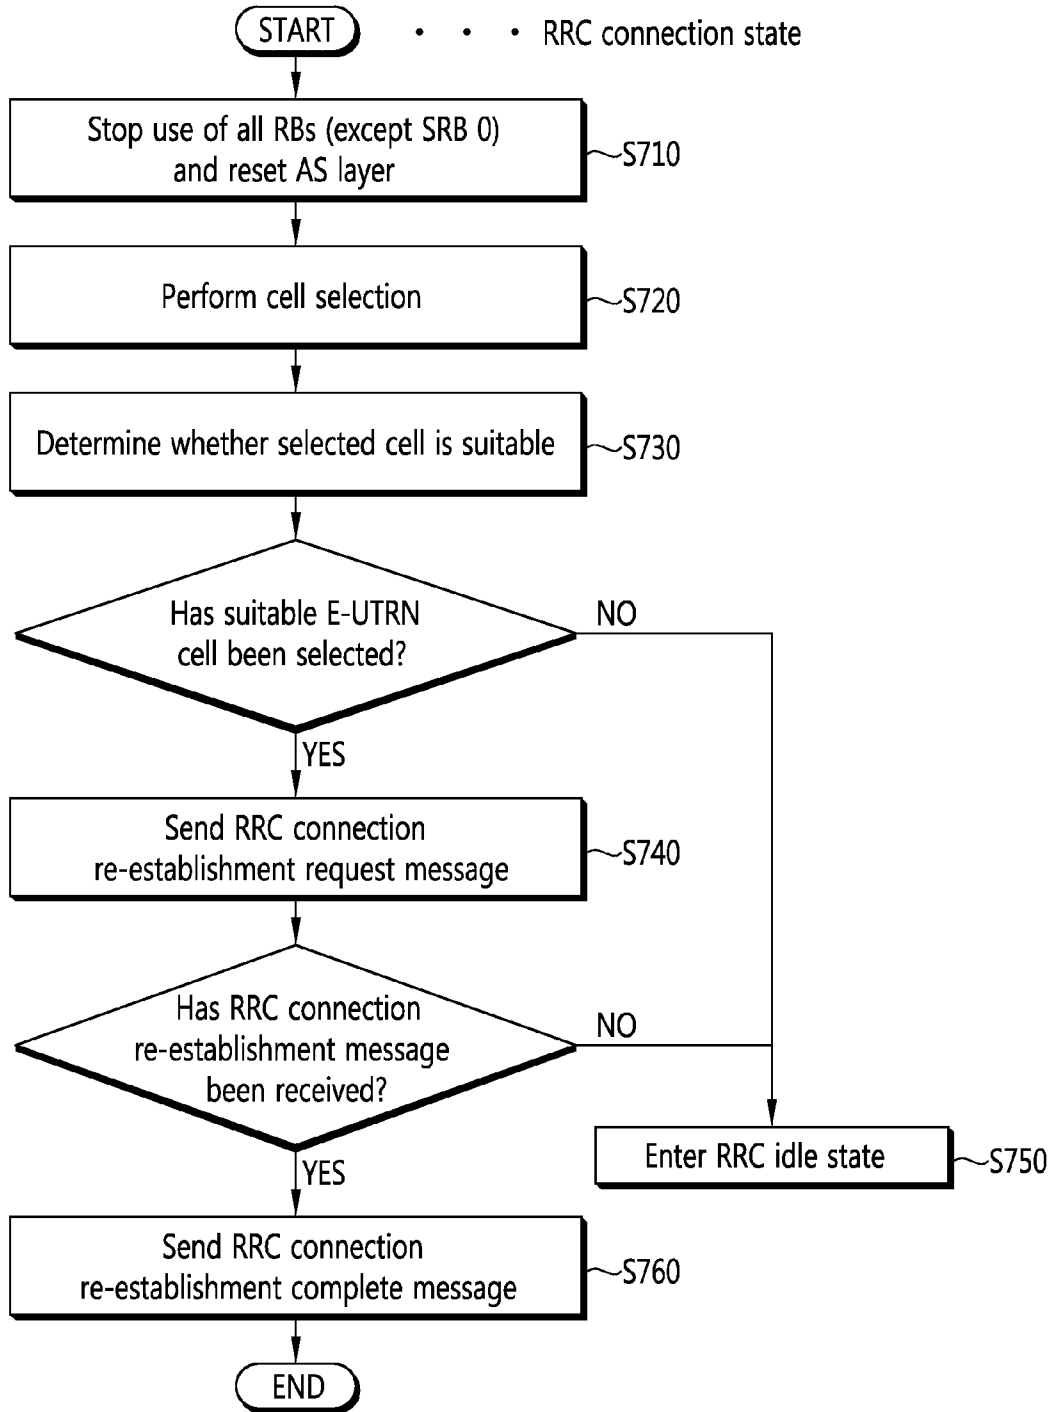 START
· · · RRC connection state
Stop use of all RBs (except SRB 0)
and reset AS layer
S710
Perform cell selection
S720
Determine whether selected cell is suitable
S730
Has suitable E-UTRN
cell been selected?
NO
YES
Send RRC connection
re-establishment request message
S740
Has RRC connection
re-establishment message
been received?
NO
YES
Enter RRC idle state
S750
Send RRC connection
re-establishment complete message
S760
END